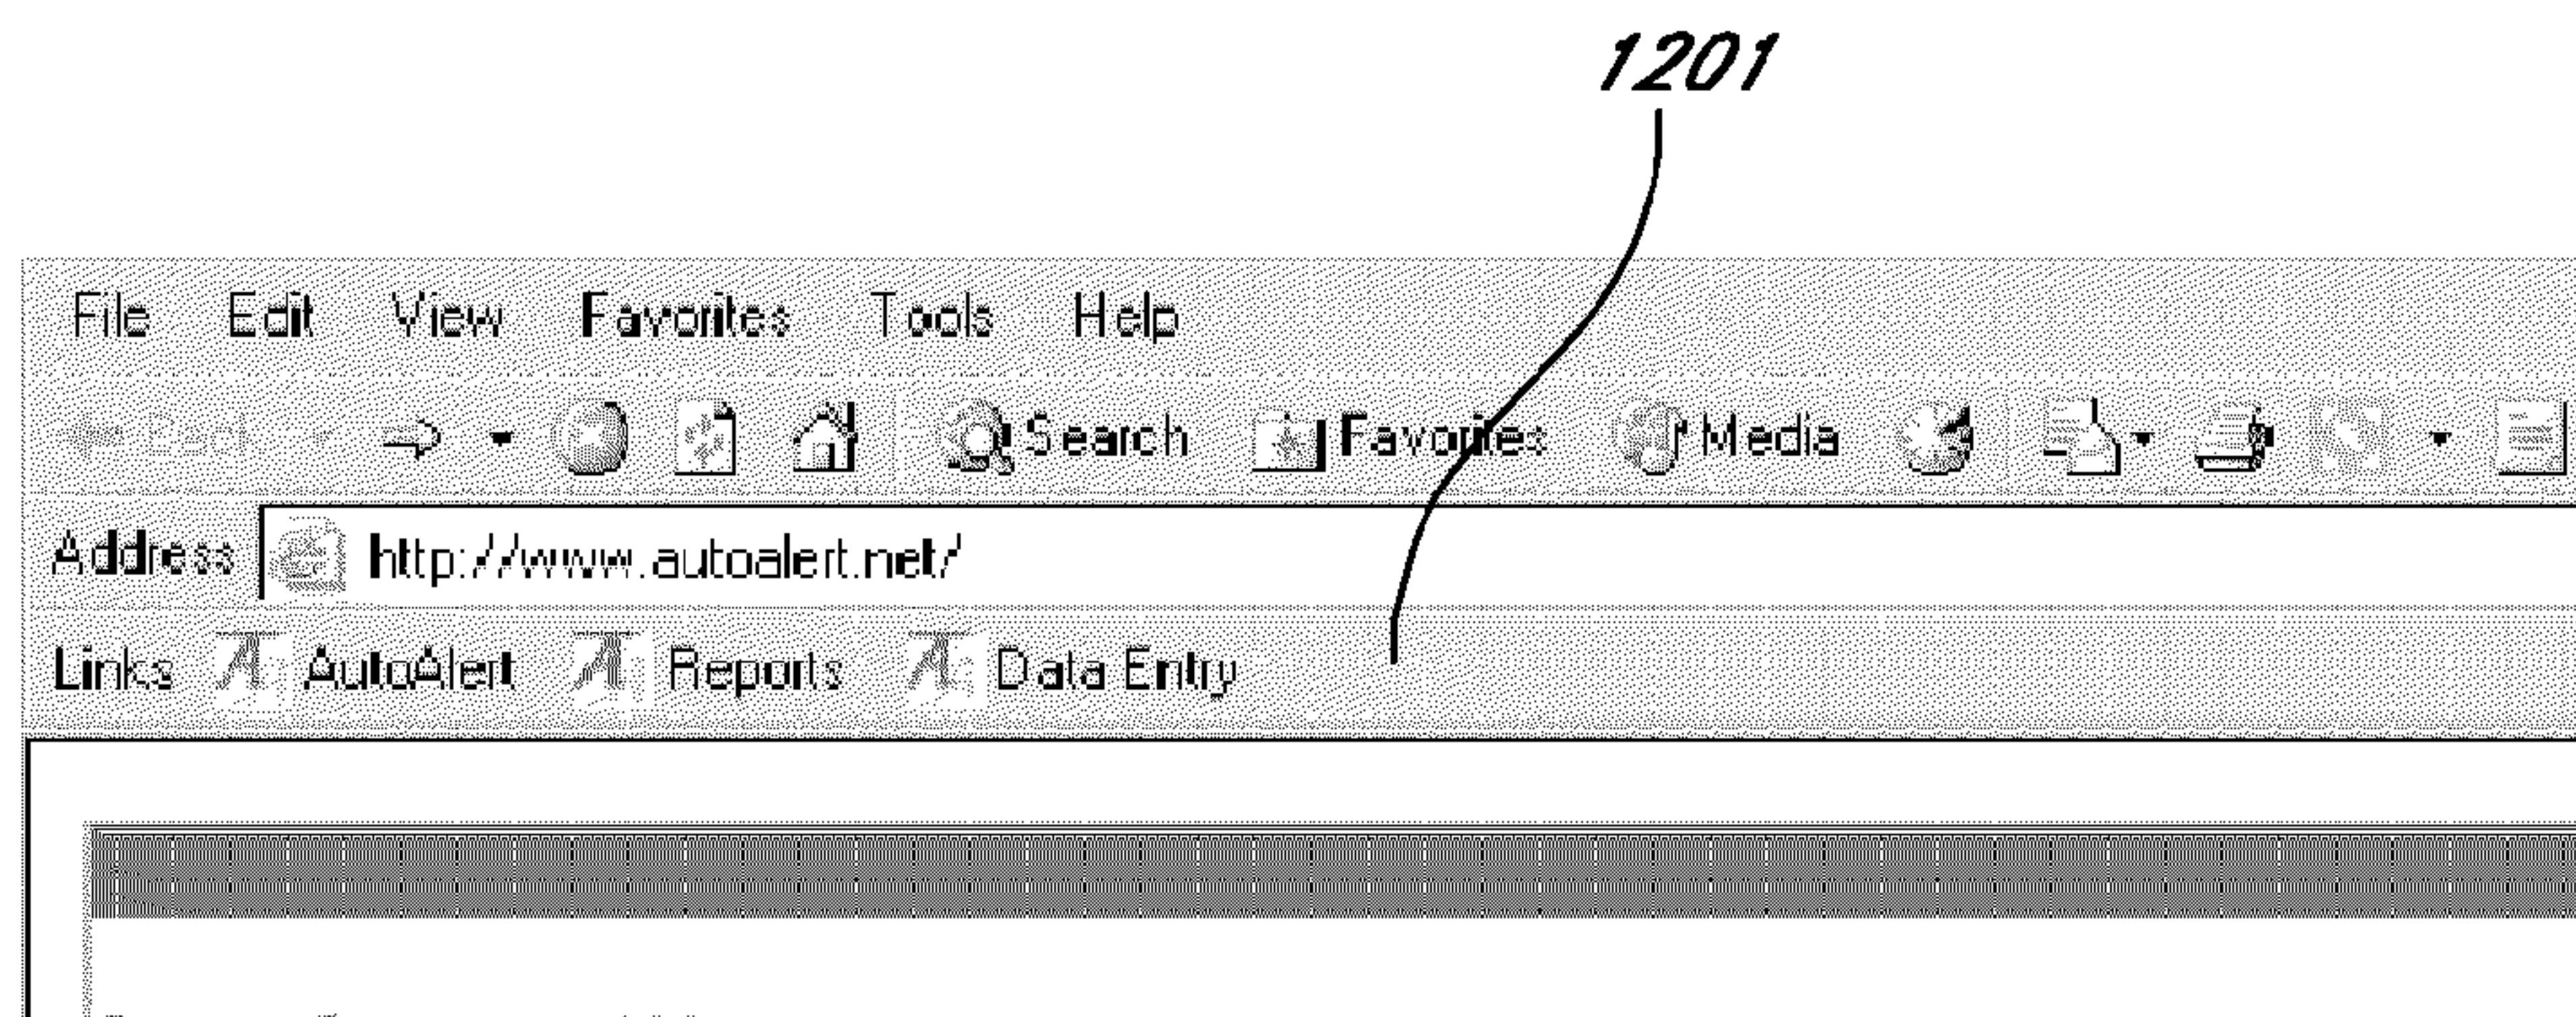 1201
File Edit View Favorites Tools Help
Back Search Favorites Media
Address http://www.autoalert.net/
Links AutoAlert Reports Data Entry